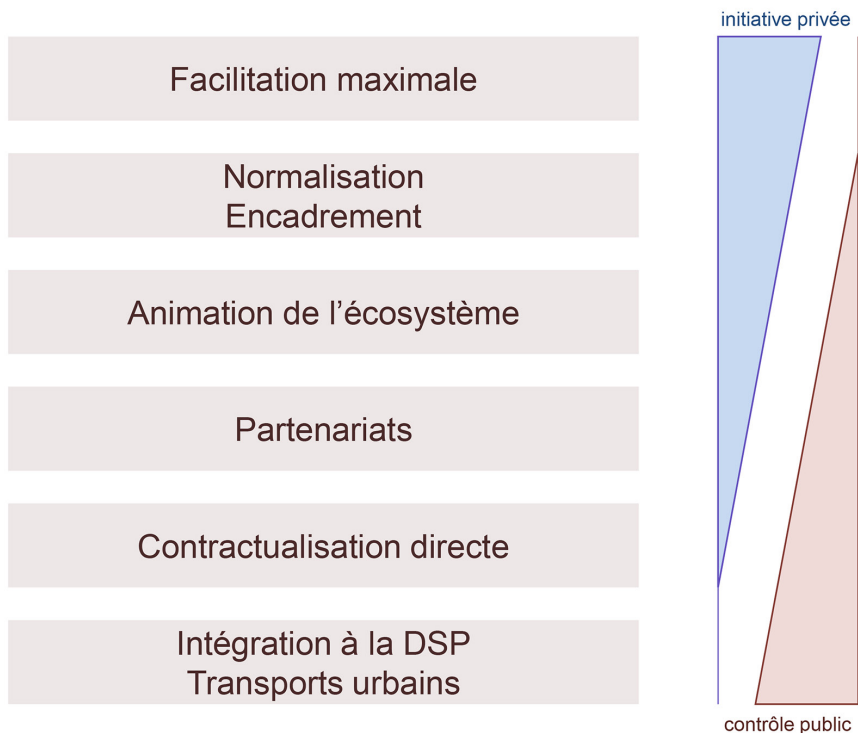 initiative privée
Facilitation maximale
Normalisation
Encadrement
Animation de l'écosystème
Partenariats
Contractualisation directe
Intégration à la DSP
Transports urbains
contrôle public